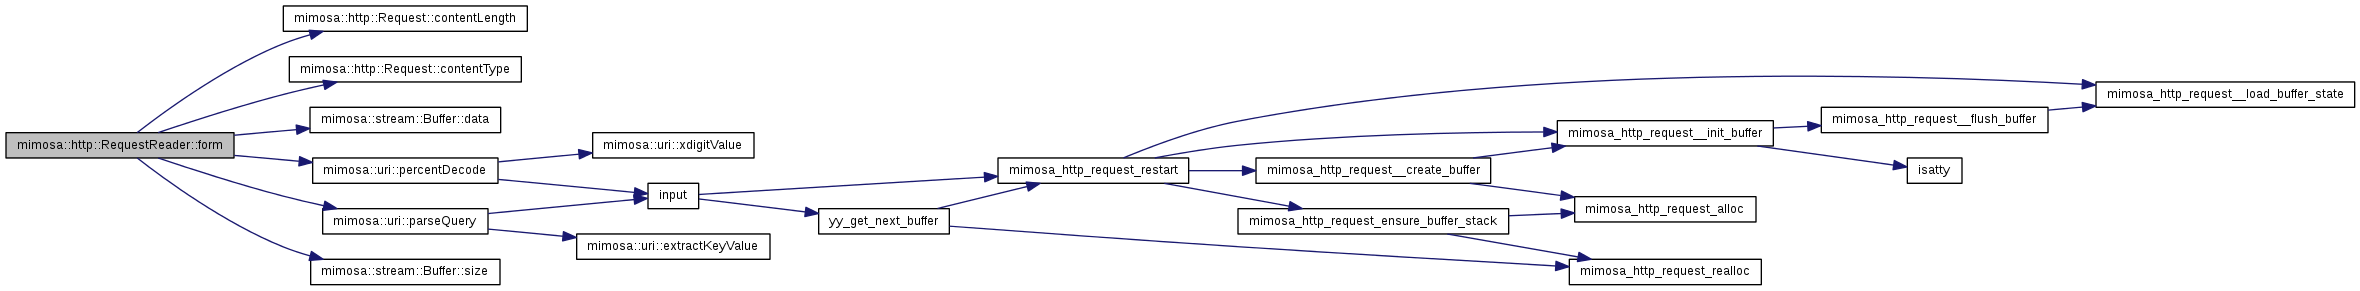 mimosa::http::RequestReader::form
mimosa::http::Request::contentLength
mimosa::http::Request::contentType
mimosa::stream::Buffer::data
mimosa::uri::percentDecode
mimosa::uri::parseQuery
mimosa::stream::Buffer::size
mimosa::uri::xdigitValue
input
mimosa::uri::extractKeyValue
yy_get_next_buffer
mimosa_http_request_restart
mimosa_http_request__create_buffer
mimosa_http_request_ensure_buffer_stack
mimosa_http_request__init_buffer
mimosa_http_request_alloc
mimosa_http_request_realloc
mimosa_http_request__flush_buffer
isatty
mimosa_http_request__load_buffer_state